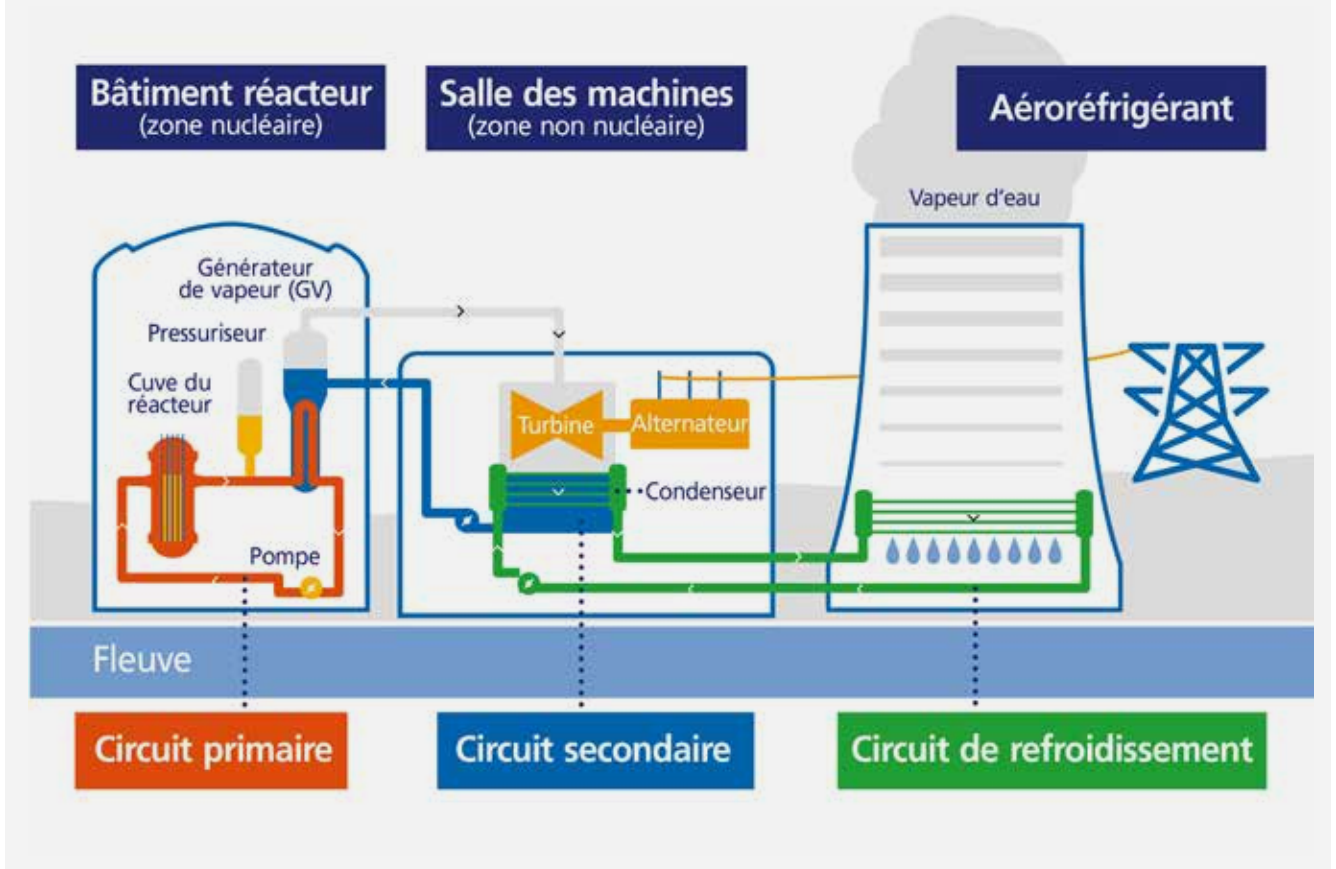 Bâtiment réacteur
(zone nucléaire)
Salle des machines
(zone non nucléaire)
Aéroréfrigérant
Vapeur d'eau
Générateur
de vapeur (GV)
Pressuriseur
Cuve du
réacteur
Turbine
Alternateur
Condenseur
Pompe
Fleuve
Circuit primaire
Circuit secondaire
Circuit de refroidissement